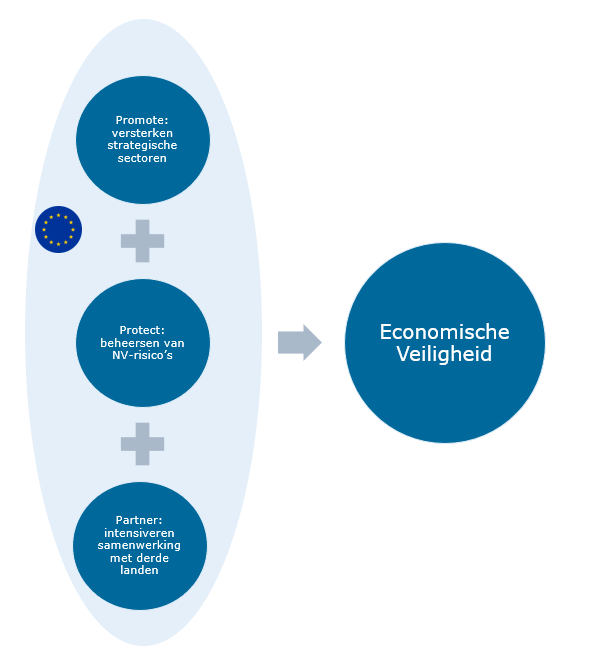 Promote:
versterken
strategische
sectoren
Protect:
beheersen van
NV-risico’s
Partner:
intensiveren
samenwerking
met derde
landen
Economische
Veiligheid